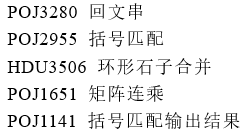 POJ3280 回文串
POJ2955 括号匹配
HDU3506 环形石子合并
POJ1651 矩阵连乘
POJ1141 括号匹配输出结果